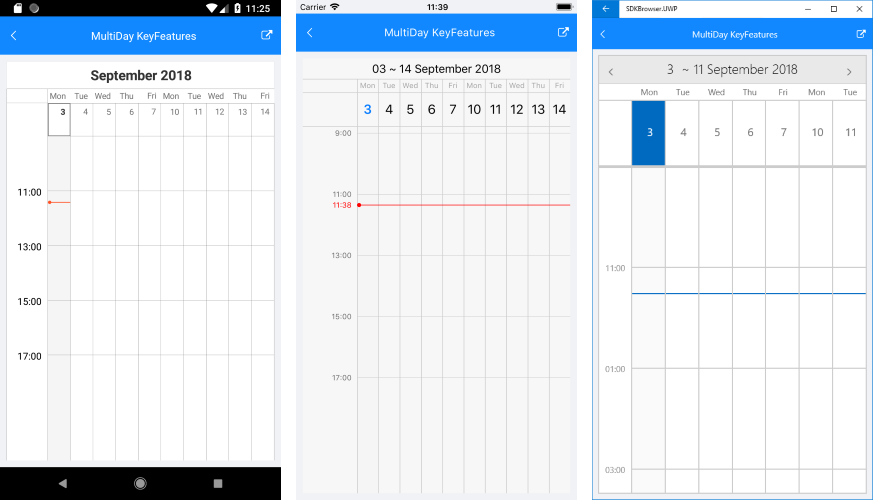 11:25
MultiDay KeyFeatures
September 2018
Mon Tue Wed Thu Fri Mon Tue Wed Thu Fri
3 4 5 6 7 10 11 12 13 14
11:00
13:00
15:00
17:00
Carrier 11:39
MultiDay KeyFeatures
03 ~ 14 September 2018
Mon Tue Wed Thu Fri Mon Tue Wed Thu Fri
3 4 5 6 7 10 11 12 13 14
9:00
11:00
11:38
13:00
15:00
17:00
SDKBrowser.UWP
MultiDay KeyFeatures
3 ~ 11 September 2018
Mon Tue Wed Thu Fri Mon Tue
3 4 5 6 7 10 11
11:00
01:00
03:00